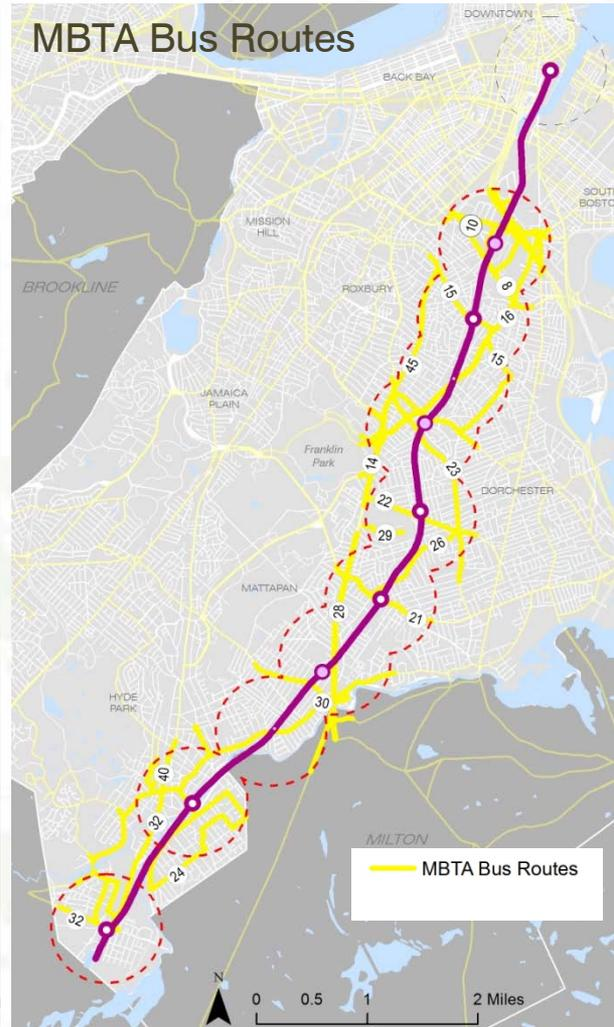 MBTA Bus Routes
DOWNTOWN
BACK BAY
SOUTH
BOSTO
MISSION
HILL
10
BROOKLINE
ROXBURY
15
8
16
15
45
JAMAICA
PLAIN
Franklin
Park
14
23
DORCHESTER
22
29
26
MATTAPAN
28
21
HYDE
PARK
30
40
32
MILTON
24
MBTA Bus Routes
32
N
0 0.5 1 2 Miles